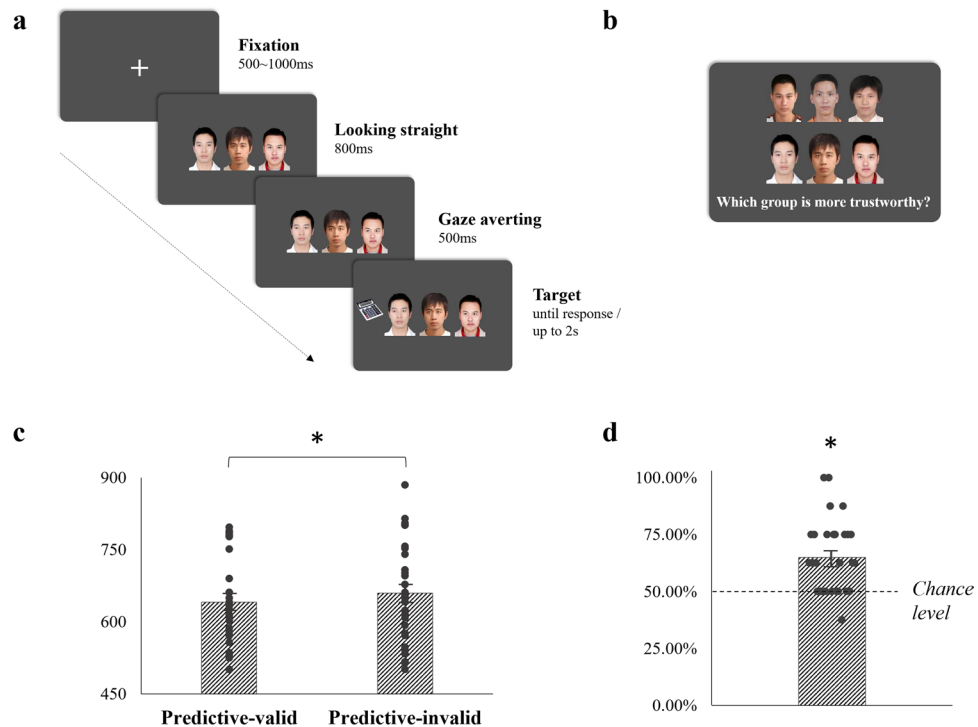 a
Fixation
500~1000ms
Looking straight
800ms
Gaze averting
500ms
Target
until response /
up to 2s
b
Which group is more trustworthy?
c
*
900
750
600
450
Predictive-valid
Predictive-invalid
d
*
100.00%
75.00%
50.00%
25.00%
0.00%
Chance
level